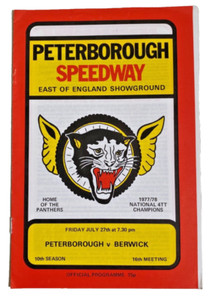 PETERBOROUGH
SPEEDWAY
EAST OF ENGLAND SHOWGROUND
HOME
OF THE
PANTHERS
1977/78
NATIONAL 4TT
CHAMPIONS
FRIDAY JULY 27th at 7.30 pm
PETERBOROUGH v BERWICK
10th SEASON
16th MEETING
OFFICIAL PROGRAMME